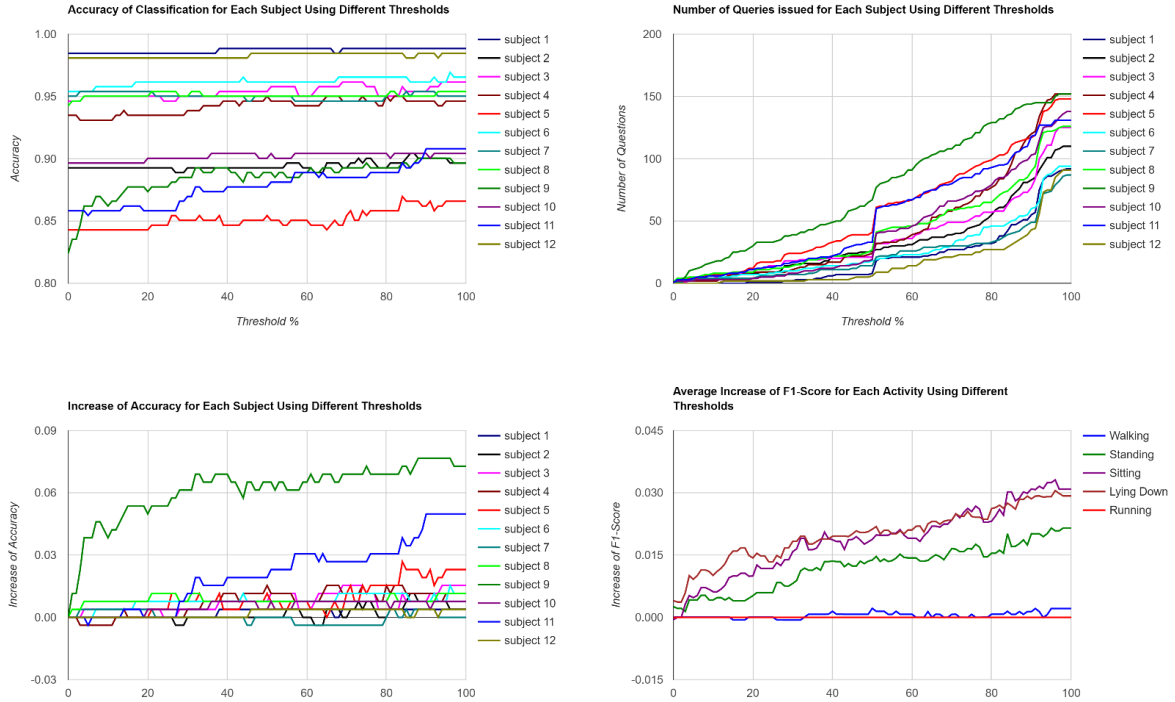 Accuracy of Classification for Each Subject Using Different Thresholds
1.00
0.95
0.90
0.85
0.80
Accuracy
0
20
40
60
80
100
Threshold %
subject 1
subject 2
subject 3
subject 4
subject 5
subject 6
subject 7
subject 8
subject 9
subject 10
subject 11
subject 12
Number of Queries issued for Each Subject Using Different Thresholds
200
150
100
50
0
Number of Questions
0
20
40
60
80
100
Threshold %
subject 1
subject 2
subject 3
subject 4
subject 5
subject 6
subject 7
subject 8
subject 9
subject 10
subject 11
subject 12
Increase of Accuracy for Each Subject Using Different Thresholds
0.09
0.06
0.03
0.00
-0.03
Increase of Accuracy
0
20
40
60
80
100
subject 1
subject 2
subject 3
subject 4
subject 5
subject 6
subject 7
subject 8
subject 9
subject 10
subject 11
subject 12
Average Increase of F1-Score for Each Activity Using Different
Thresholds
0.045
0.030
0.015
0.000
-0.015
Increase of F1-Score
0
20
40
60
80
100
Walking
Standing
Sitting
Lying Down
Running